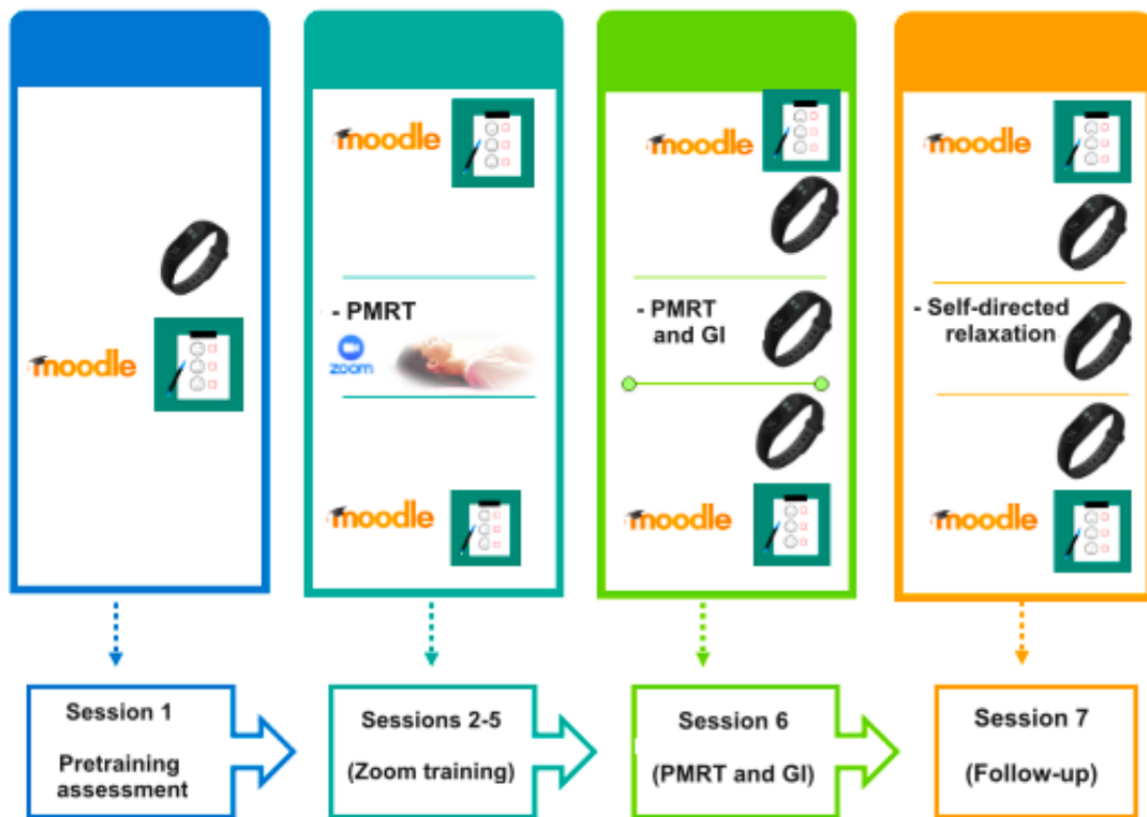 moodle
moodle
- PMRT
zoom
moodle
moodle
- PMRT
and GI
moodle
moodle
- Self-directed
relaxation
moodle
Session 1
Pretraining
assessment
Sessions 2-5
(Zoom training)
Session 6
(PMRT and GI)
Session 7
(Follow-up)